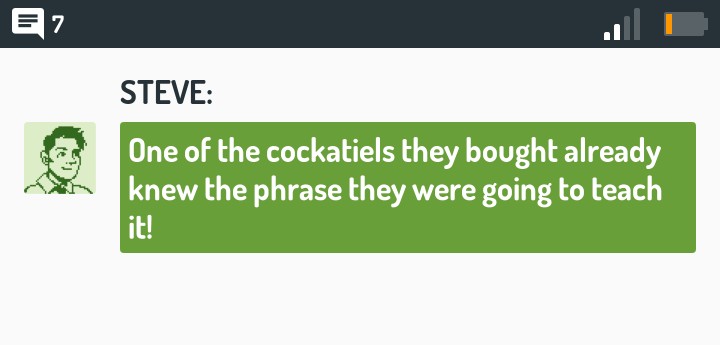 7
STEVE:
One of the cockatiels they bought already
knew the phrase they were going to teach
it!